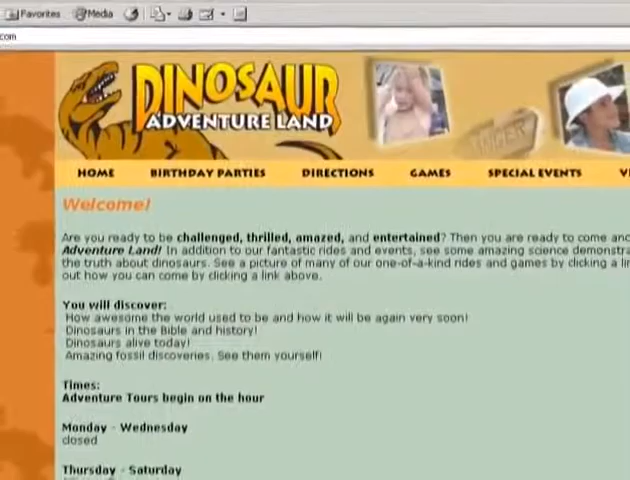 Favorites Media
com
DINOSAUR
ADVENTURE LAND
DANGER
HOME BIRTHDAY PARTIES DIRECTIONS GAMES SPECIAL EVENTS
Welcome!
Are you ready to be challenged, thrilled, amazed, and entertained? Then you are ready to come and
Adventure Land! In addition to our fantastic rides and events, see some amazing science demonstra
the truth about dinosaurs. See a picture of many of our one-of-a-kind rides and games by clicking a lin
out how you can come by clicking a link above.
You will discover:
How awesome the world used to be and how it will be again very soon!
Dinosaurs in the Bible and history!
Dinosaurs alive today!
Amazing fossil discoveries. See them yourself!
Times:
Adventure Tours begin on the hour
Monday - Wednesday
closed
Thursday - Saturday